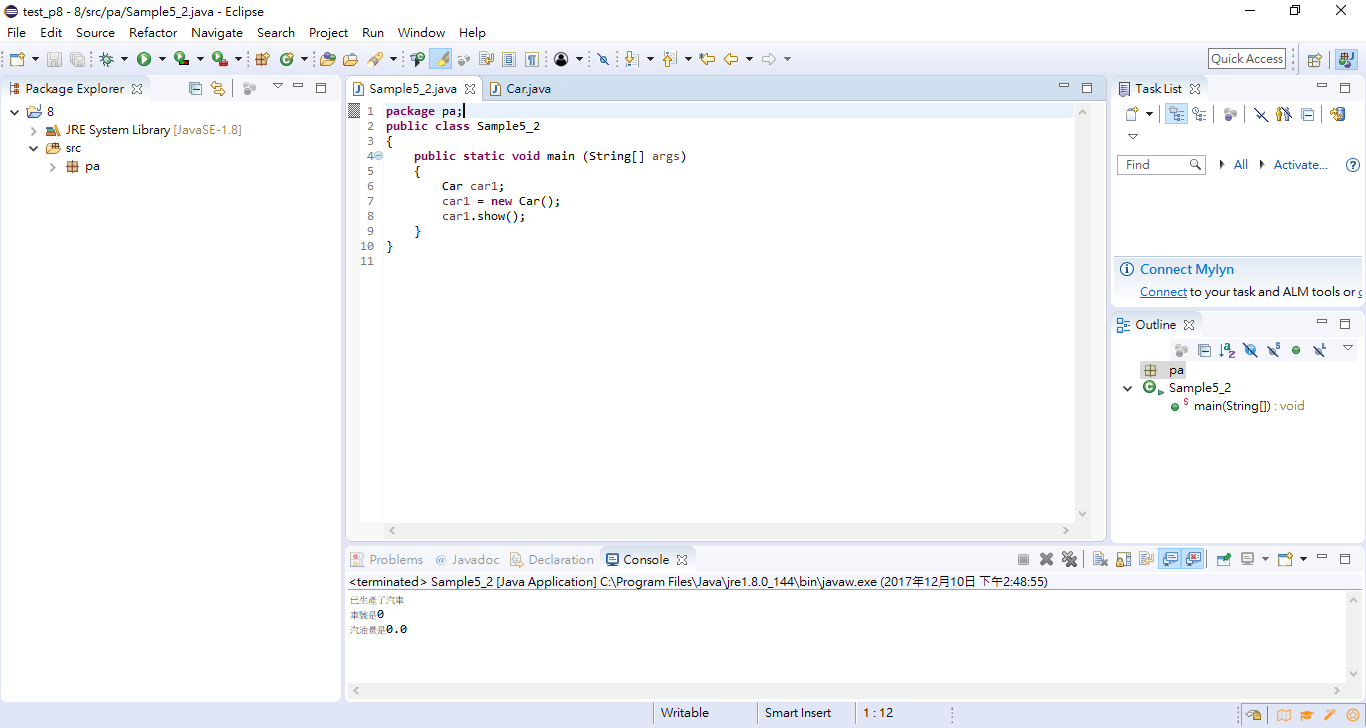 test_p8 - 8/src/pa/Sample5_2.java - Eclipse
File Edit Source Refactor Navigate Search Project Run Window Help
Quick Access
Package Explorer
8
JRE System Library [JavaSE-1.8]
src
pa
Sample5_2.java Car.java
1 package pa;
2 public class Sample5_2
3 {
4 public static void main (String[] args)
5 {
6 Car car1;
7 car1 = new Car();
8 car1.show();
9 }
10 }
11
Task List
Find All Activate...
Connect Mylyn
Connect to your task and ALM tools or c
Outline
pa
Sample5_2
main(String[]) : void
Problems @ Javadoc Declaration Console
<terminated> Sample5_2 [Java Application] C:\Program Files\Java\jre1.8.0_144\bin\javaw.exe (2017年12月10日 下午2:48:55)
已生產了汽車
車號是0
汽油量是0.0
Writable Smart Insert 1 : 12